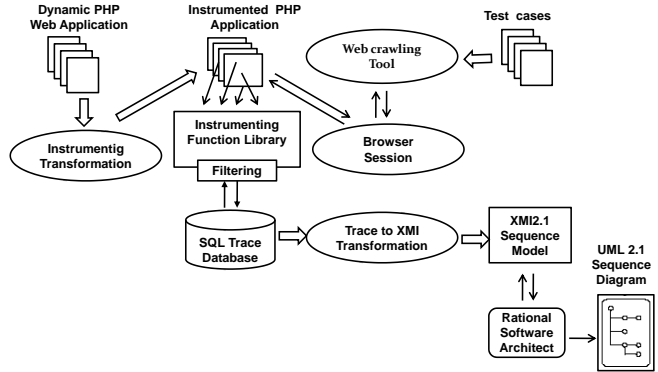 Dynamic PHP
Web Application
Instrumented PHP
Application
Test cases
Web crawling
Tool
Instrumentig
Transformation
Instrumenting
Function Library
Browser
Session
Filtering
SQL Trace
Database
Trace to XMI
Transformation
XMI2.1
Sequence
Model
UML 2.1
Sequence
Diagram
Rational
Software
Architect